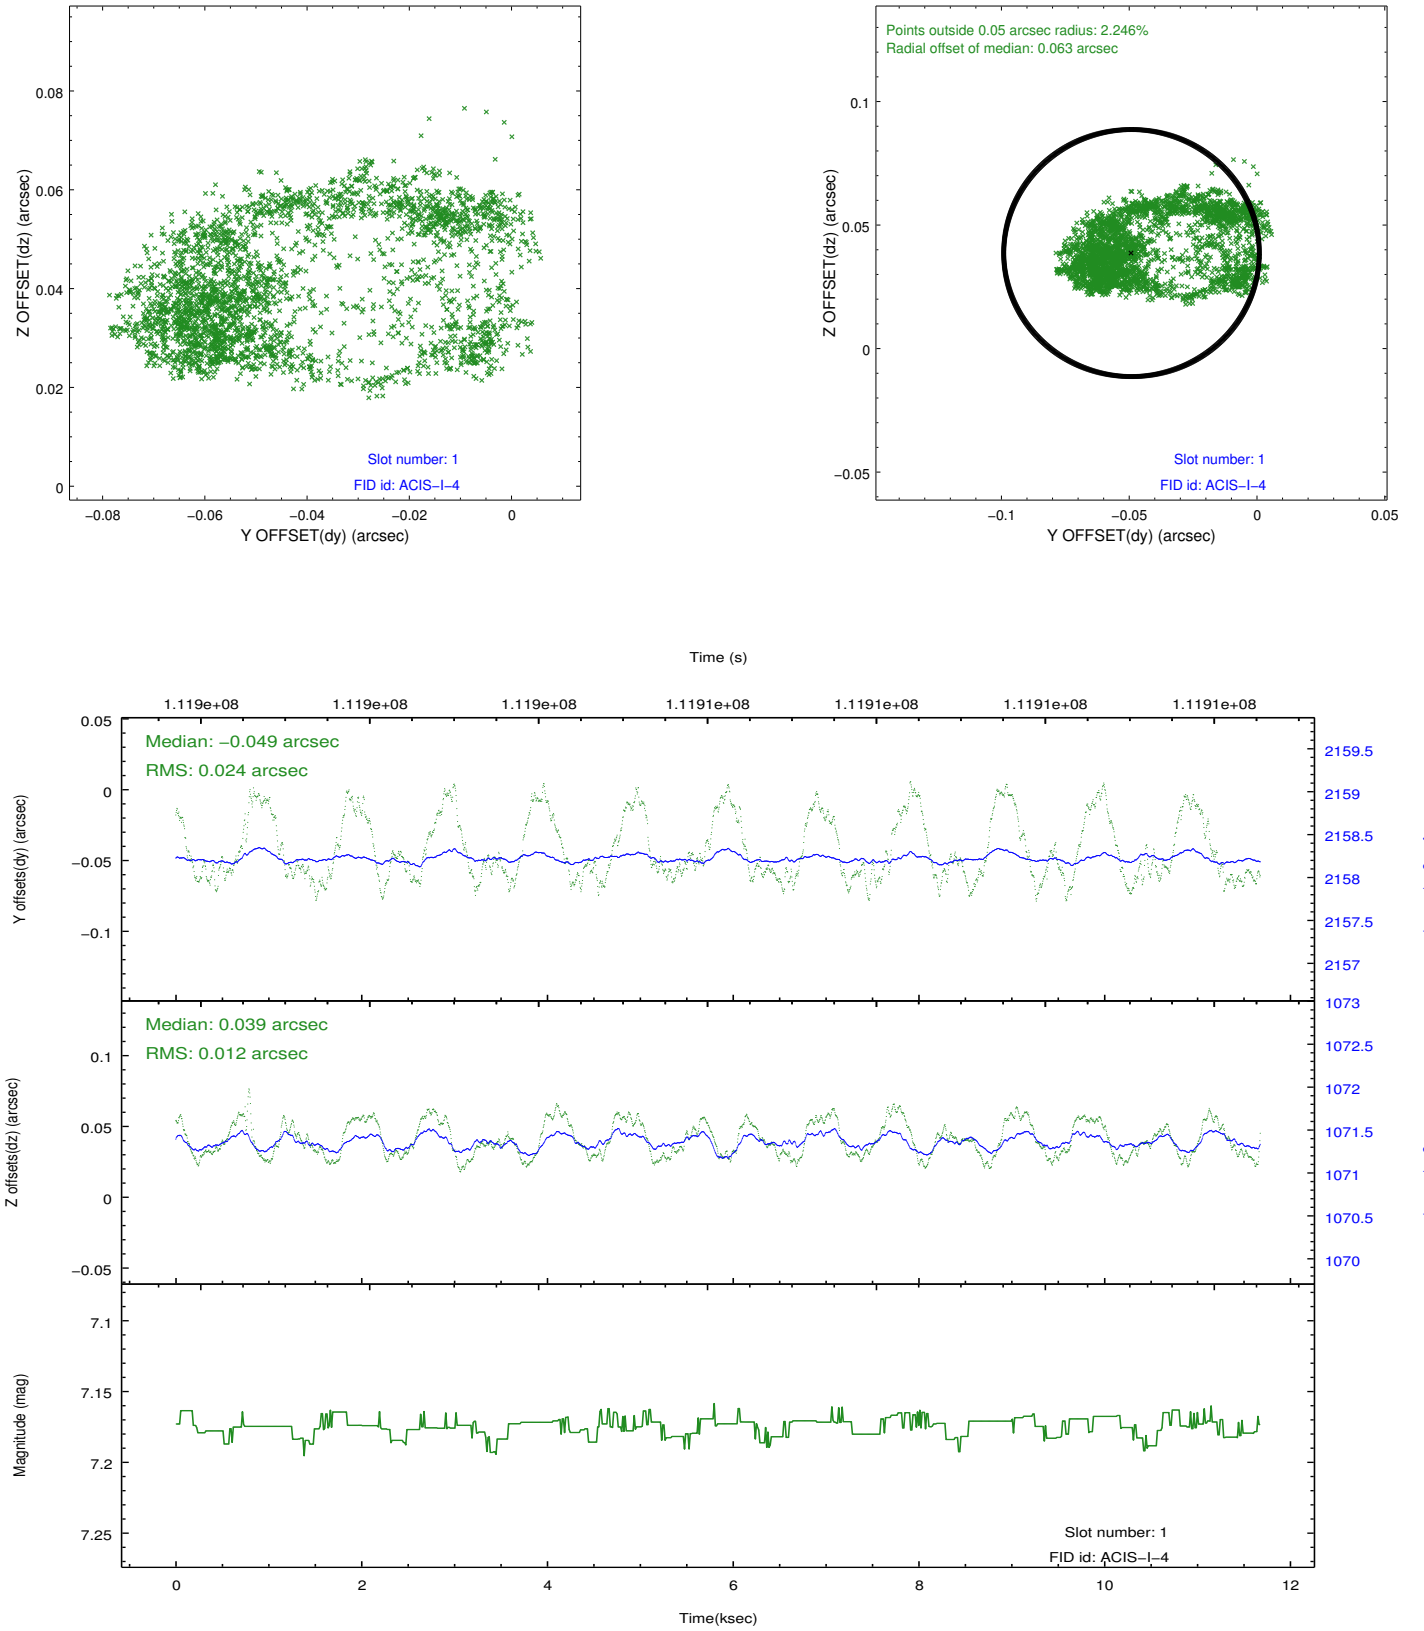 0.08
0.06
0.04
0.02
0
Z OFFSET(dz) (arcsec)
Slot number: 1
FID id: ACIS−I−4
−0.08
−0.06
−0.04
−0.02
0
Y OFFSET(dy) (arcsec)
Points outside 0.05 arcsec radius: 2.246%
Radial offset of median: 0.063 arcsec
0.1
0.05
0
−0.05
Z OFFSET(dz) (arcsec)
Slot number: 1
FID id: ACIS−I−4
−0.1
−0.05
0
0.05
Y OFFSET(dy) (arcsec)
Time (s)
1.119e+08
1.119e+08
1.119e+08
1.1191e+08
1.1191e+08
1.1191e+08
1.1191e+08
Median: −0.049 arcsec
RMS: 0.024 arcsec
0.05
0
−0.05
−0.1
Y offsets(dy) (arcsec)
2159.5
2159
2158.5
2158
2157.5
2157
Median: 0.039 arcsec
RMS: 0.012 arcsec
0.1
0.05
0
−0.05
Z offsets(dz) (arcsec)
1073
1072.5
1072
1071.5
1071
1070.5
1070
7.1
7.15
7.2
7.25
Magnitude (mag)
Slot number: 1
FID id: ACIS−I−4
0
2
4
6
8
10
12
Time(ksec)